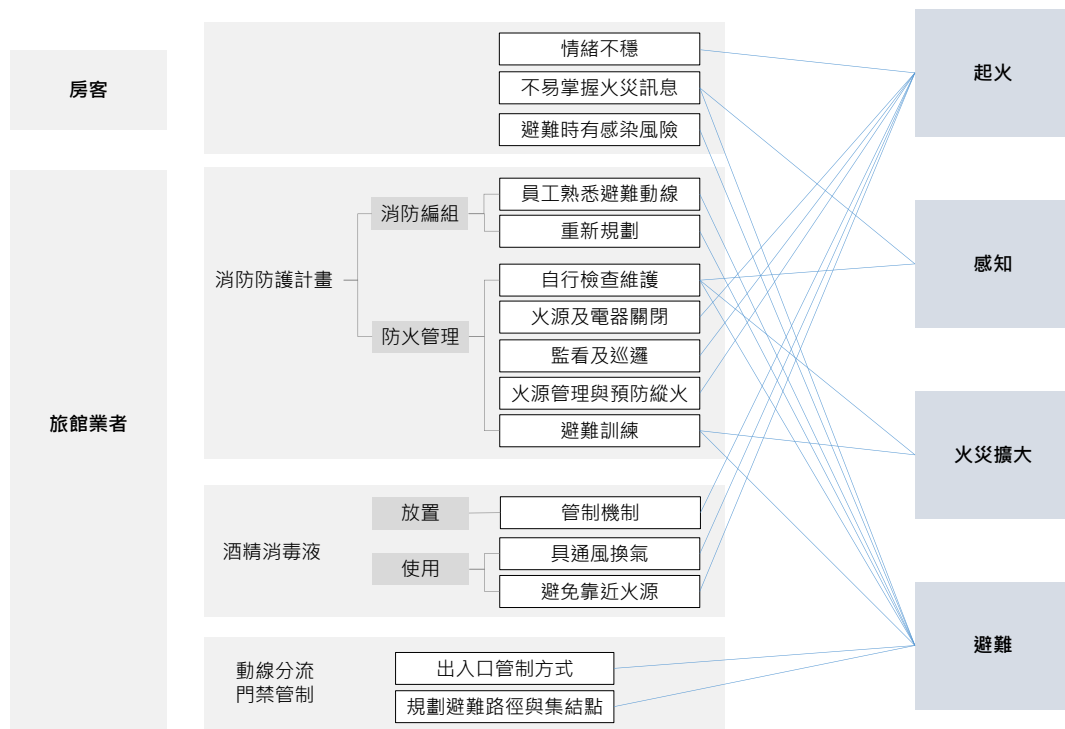 房客
情緒不穩
不易掌握火災訊息
避難時有感染風險
旅館業者
消防防護計畫
消防編組
員工熟悉避難動線
重新規劃
防火管理
自行檢查維護
火源及電器關閉
監看及巡邏
火源管理與預防縱火
避難訓練
酒精消毒液
放置
管制機制
使用
具通風換氣
避免靠近火源
動線分流
門禁管制
出入口管制方式
規劃避難路徑與集結點
起火
感知
火災擴大
避難